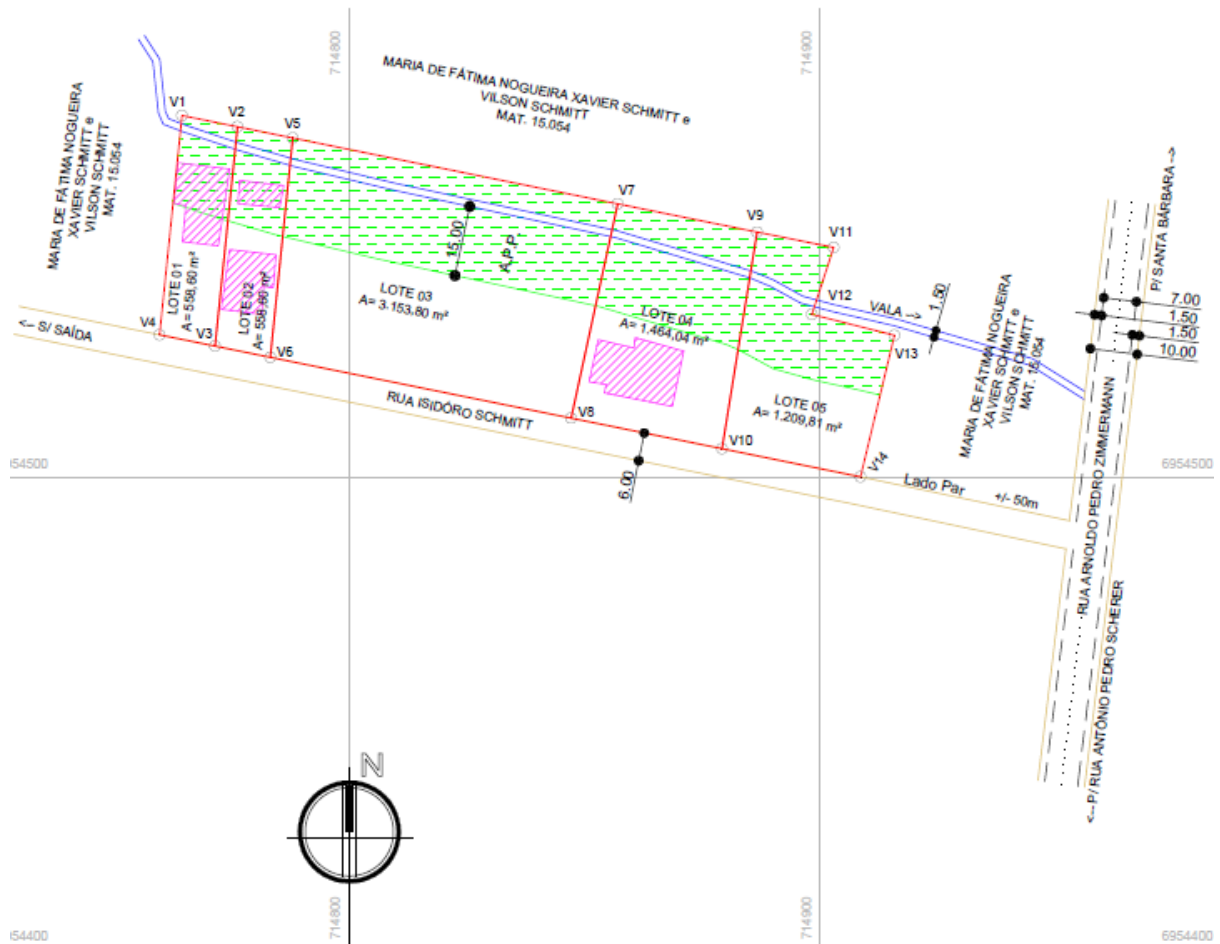 714800
714900
MARIA DE FÁTIMA NOGUEIRA XAVIER SCHMITT e
VILSON SCHMITT
MAT. 15.054
MARIA DE FÁTIMA NOGUEIRA
XAVIER SCHMITT e
VILSON SCHMITT
MAT. 15.054
V1
V2
V5
V7
V9
V11
V12
V13
15.00
A.P.P.
VALA
1.50
P/ SANTA BÁRBARA -->
7.00
1.50
1.50
10.00
LOTE 01
A= 558,60 m²
LOTE 02
A= 558,60 m²
LOTE 03
A= 3.153,80 m²
LOTE 04
A= 1.464,04 m²
LOTE 05
A= 1.209,81 m²
MARIA DE FÁTIMA NOGUEIRA
XAVIER SCHMITT e
VILSON SCHMITT
MAT. 15.054
<-- S/ SAÍDA
V4
V3
V6
V8
V10
V14
RUA ISIDÓRO SCHMITT
6.00
Lado Par
+/- 50m
RUA ARNOLDO PEDRO ZIMMERMANN
<--P/ RUA ANTÔNIO PEDRO SCHERER
954500
6954500
N
714800
714900
954400
6954400